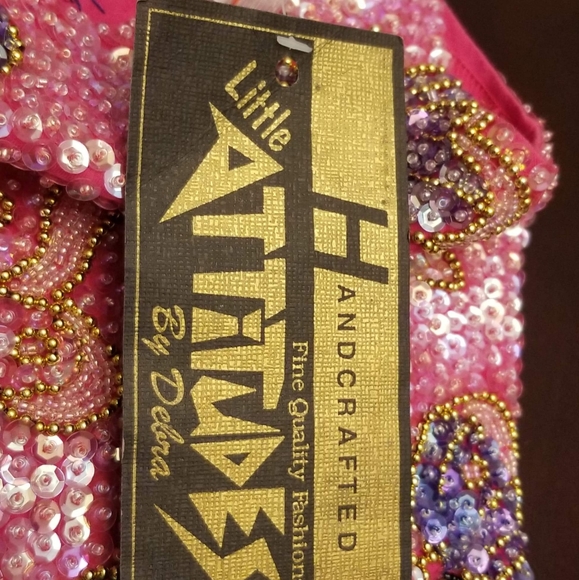 Little
ATTITUDES
By Debra
Fine Quality Fashion
HANDCRAFTED